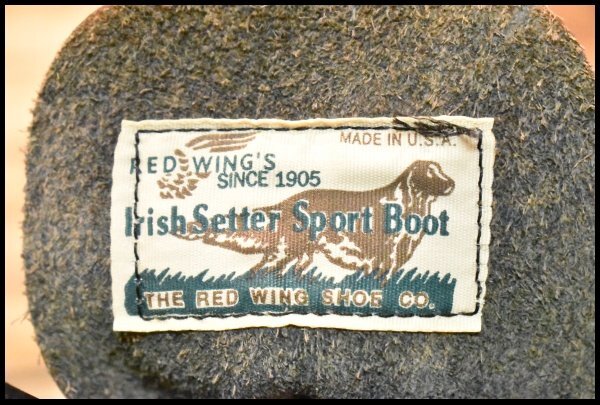 MADE IN U.S.A.
RED WING'S
SINCE 1905
Irish Setter Sport Boot
THE RED WING SHOE CO.